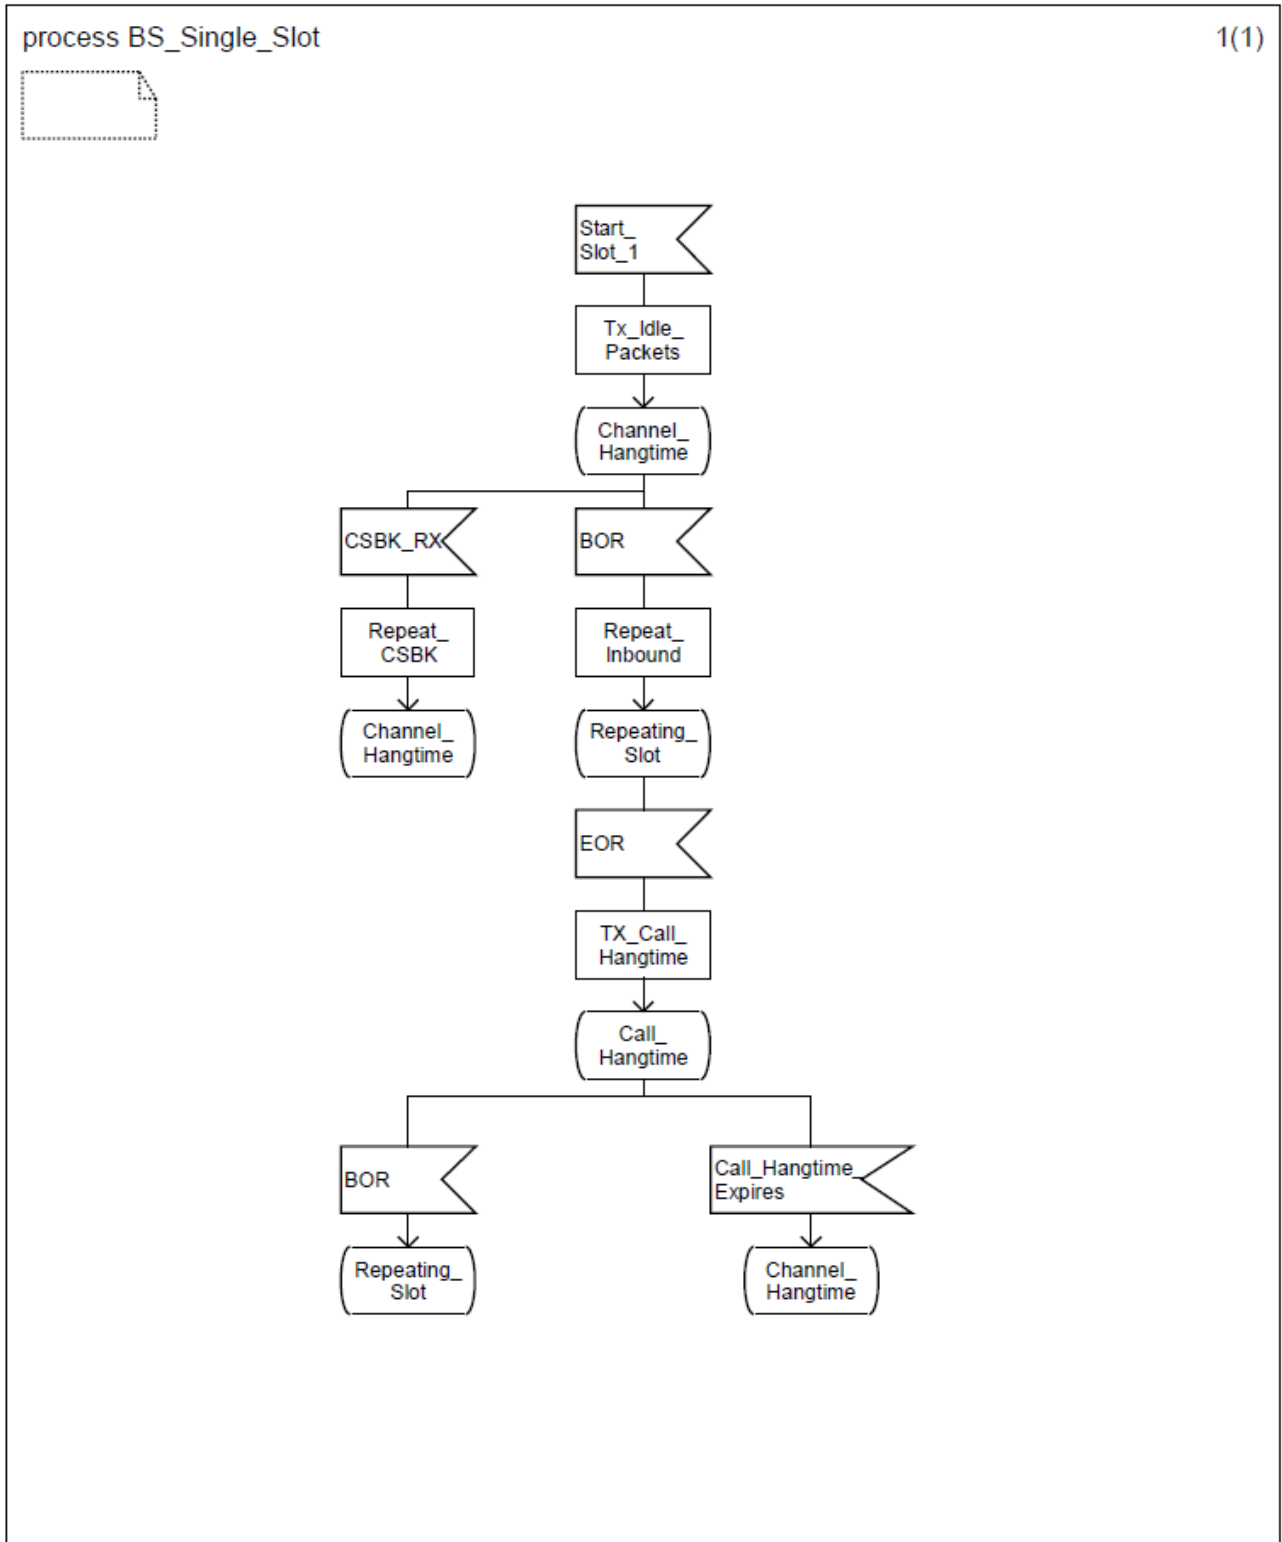 process BS_Single_Slot
1(1)
Start_
Slot_1
Tx_Idle_
Packets
Channel_
Hangtime
CSBK_RX
BOR
Repeat_
CSBK
Repeat_
Inbound
Channel_
Hangtime
Repeating_
Slot
EOR
TX_Call_
Hangtime
Call_
Hangtime
BOR
Call_Hangtime_
Expires
Repeating_
Slot
Channel_
Hangtime